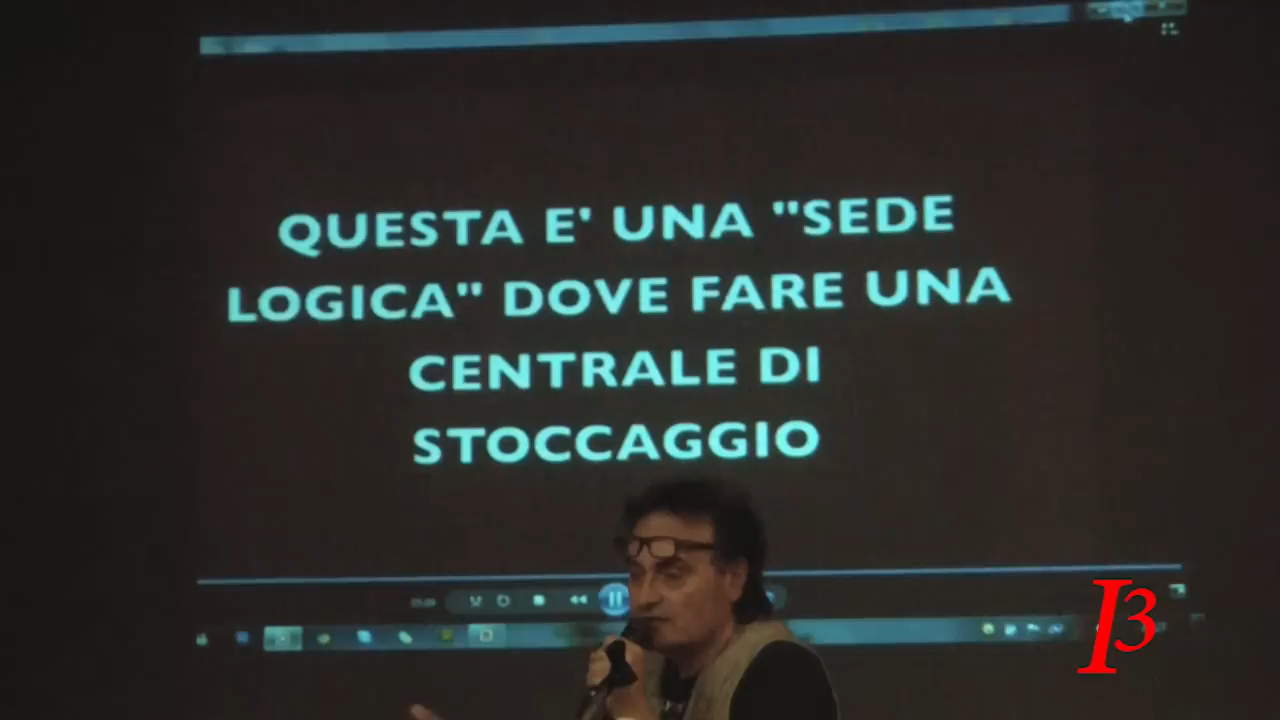 QUESTA E' UNA "SEDE
LOGICA" DOVE FARE UNA
CENTRALE DI
STOCCAGGIO
I3